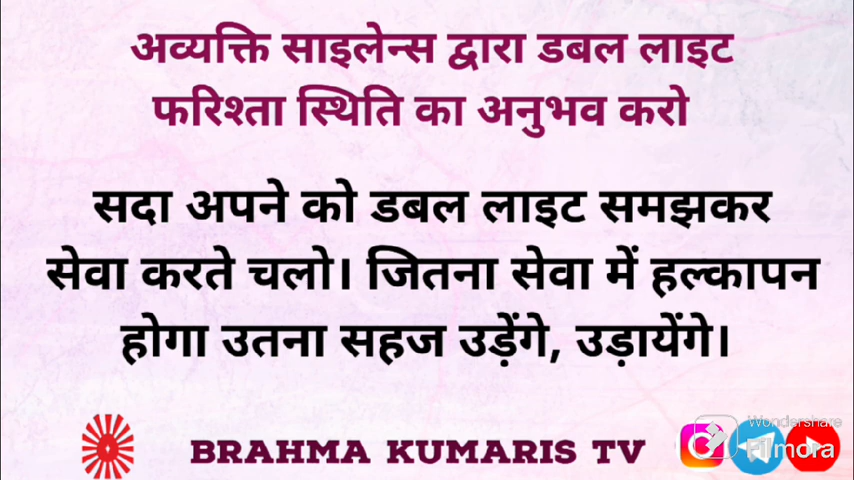 अव्यक्ति साइलेन्स द्वारा डबल लाइट
फरिश्ता स्थिति का अनुभव करो
सदा अपने को डबल लाइट समझकर
सेवा करते चलो। जितना सेवा में हल्कापन
होगा उतना सहज उड़ेंगे, उड़ायेंगे।
BRAHMA KUMARIS TV
Wondershare
Filmora